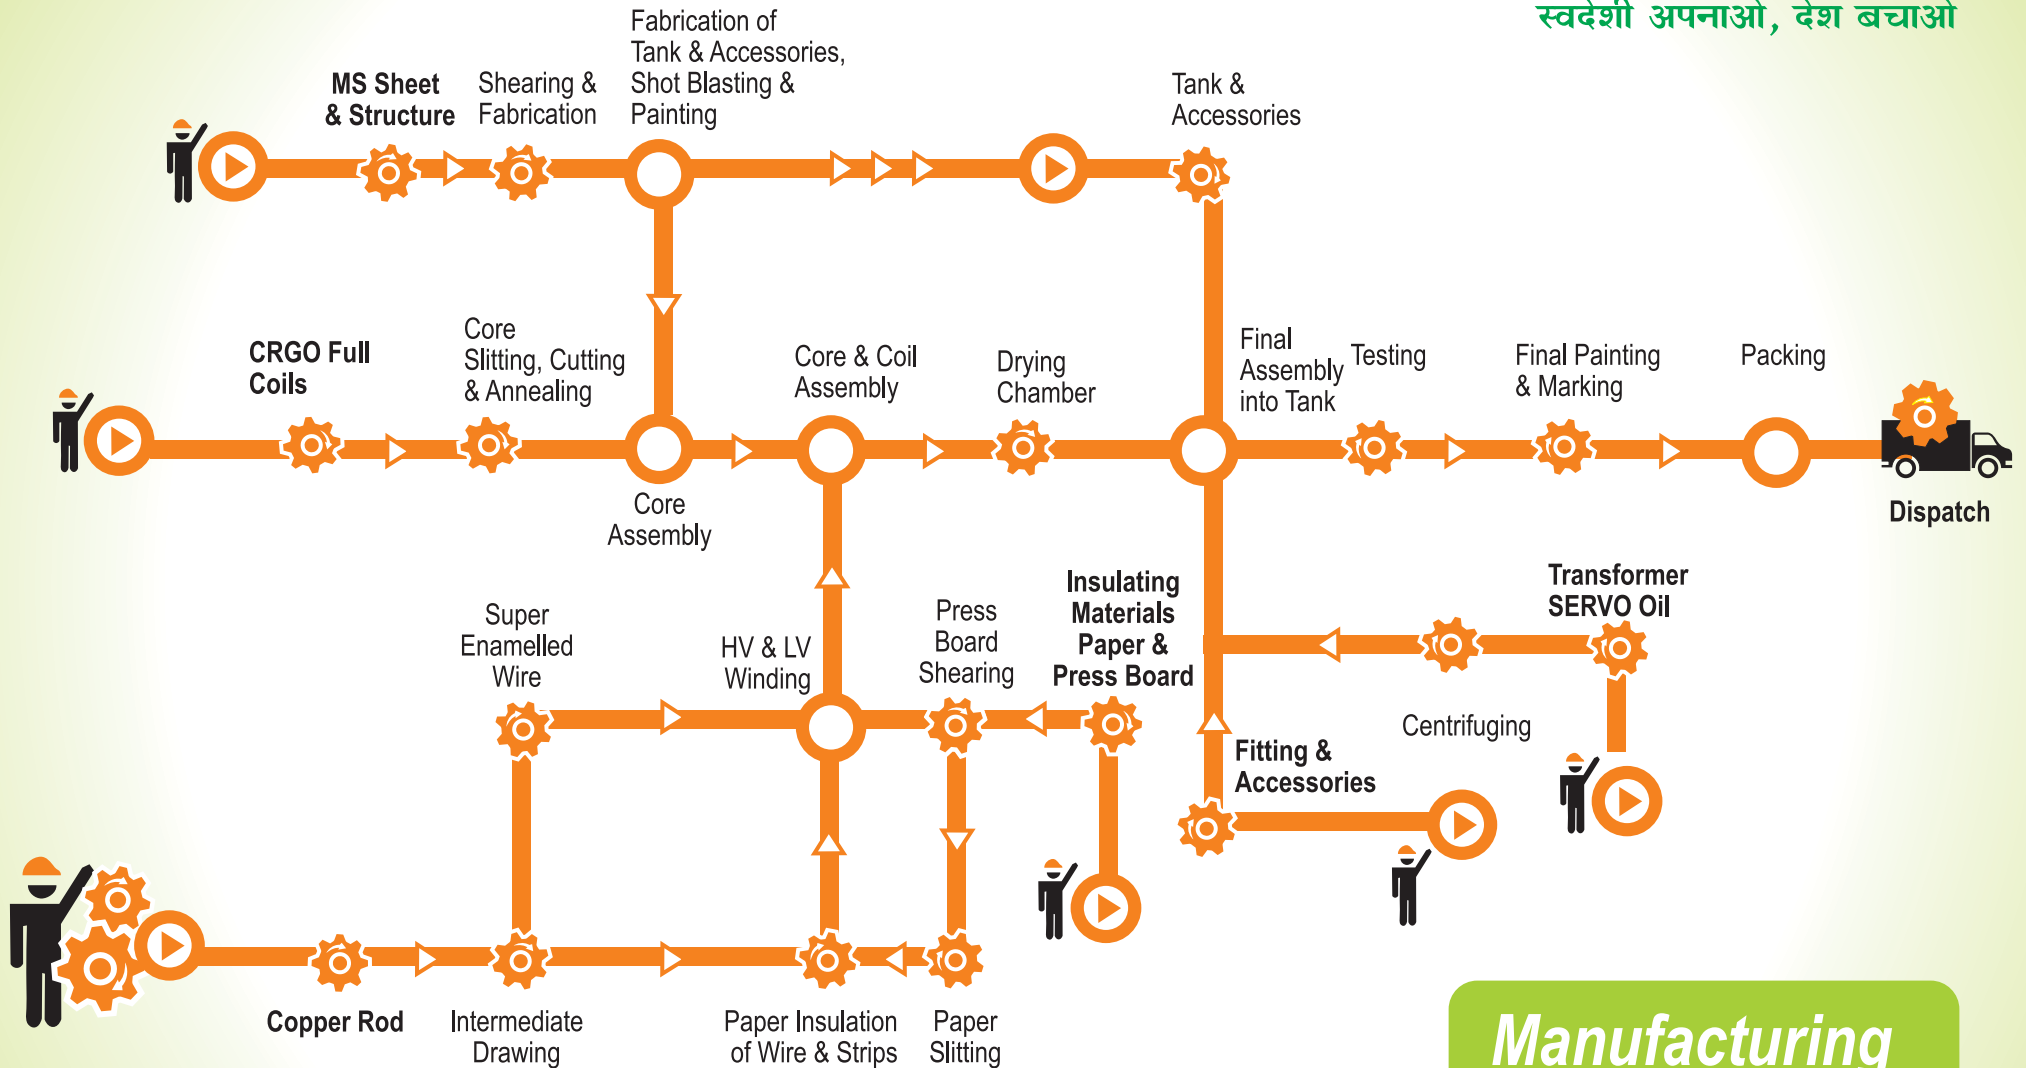 स्वदेशी अपनाओ, देश बचाओ
Fabrication of
Tank & Accessories,
Shot Blasting &
Painting
MS Sheet
& Structure
Shearing &
Fabrication
Tank &
Accessories
CRGO Full
Coils
Core
Slitting, Cutting
& Annealing
Core & Coil
Assembly
Drying
Chamber
Final
Assembly
into Tank
Testing
Final Painting
& Marking
Packing
Dispatch
Core
Assembly
Super
Enamelled
Wire
HV & LV
Winding
Press
Board
Shearing
Insulating
Materials
Paper &
Press Board
Transformer
SERVO Oil
Centrifuging
Fitting &
Accessories
Copper Rod
Intermediate
Drawing
Paper Insulation
of Wire & Strips
Paper
Slitting
Manufacturing